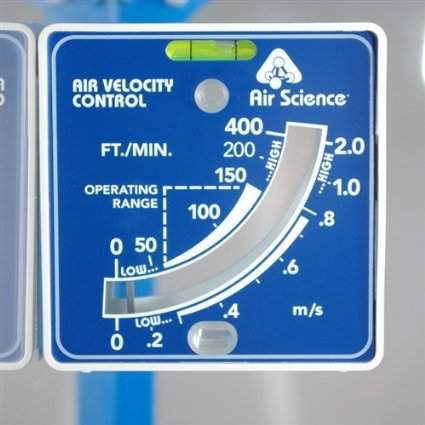 AIR VELOCITY
CONTROL
Air Science
FT./MIN.
400
200
150
...HIGH
2.0
OPERATING
RANGE
100
...HIGH
1.0
.8
0
50
LOW...
.6
LOW...
.4
m/s
0
.2